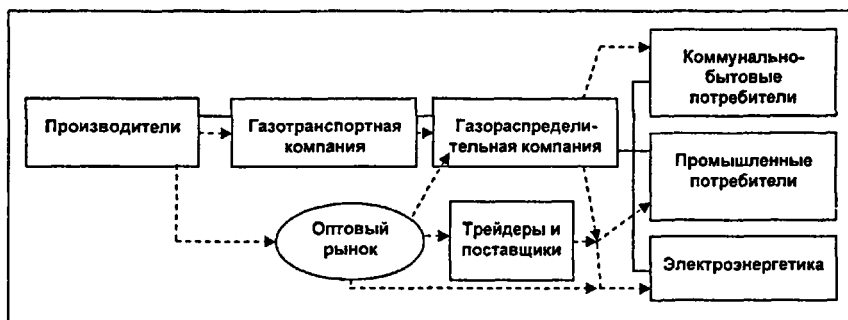 Производители
Газотранспортная
компания
Газораспредели-
тельная компания
Коммунально-
бытовые
потребители
Промышленные
потребители
Оптовый
рынок
Трейдеры и
поставщики
Электроэнергетика